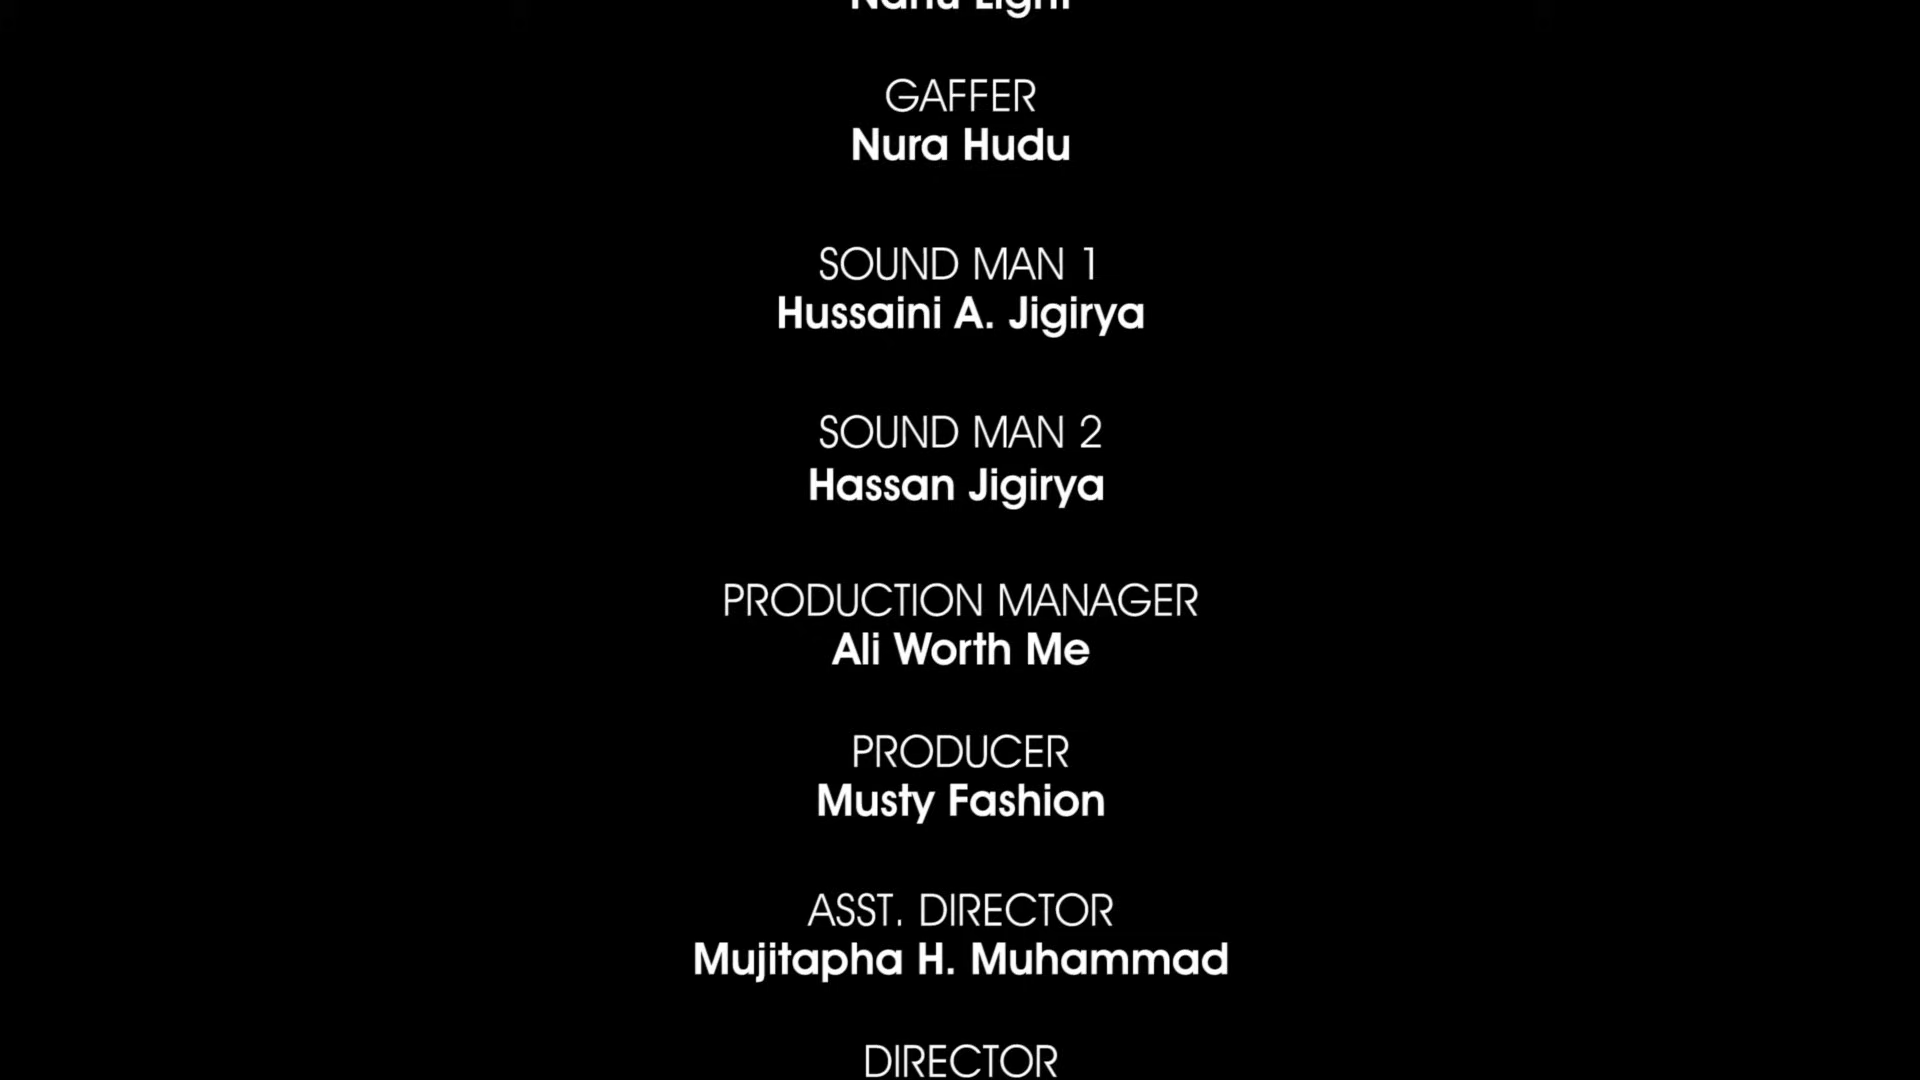 GAFFER
Nura Hudu
SOUND MAN 1
Hussaini A. Jigirya
SOUND MAN 2
Hassan Jigirya
PRODUCTION MANAGER
Ali Worth Me
PRODUCER
Musty Fashion
ASST. DIRECTOR
Mujitapha H. Muhammad
DIRECTOR